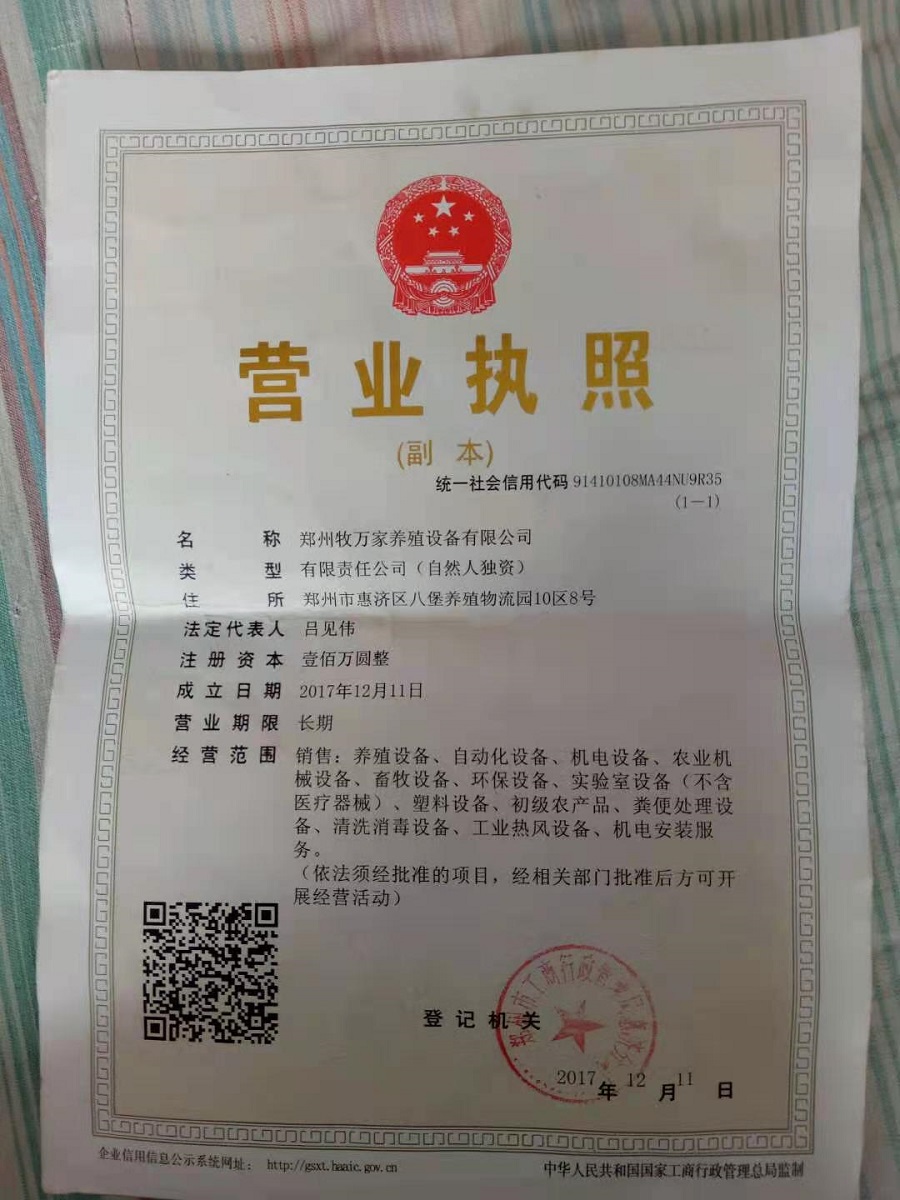 营业执照
(副 本)
统一社会信用代码 91410108MA44NU9R35
(1—1)
名 称 郑州牧万家养殖设备有限公司
类 型 有限责任公司（自然人独资）
住 所 郑州市惠济区八堡养殖物流园10区8号
法定代表人 吕见伟
注册资本 壹佰万圆整
成立日期 2017年12月11日
营业期限 长期
经营范围 销售：养殖设备、自动化设备、机电设备、农业机
械设备、畜牧设备、环保设备、实验室设备（不含
医疗器械）、塑料设备、初级农产品、粪便处理设
备、清洗消毒设备、工业热风设备、机电安装服
务。
（依法须经批准的项目，经相关部门批准后方可开
展经营活动）
登记机关
2017年12月11日
企业信用信息公示系统网址： http://gsxt.haaic.gov.cn
中华人民共和国国家工商行政管理总局监制